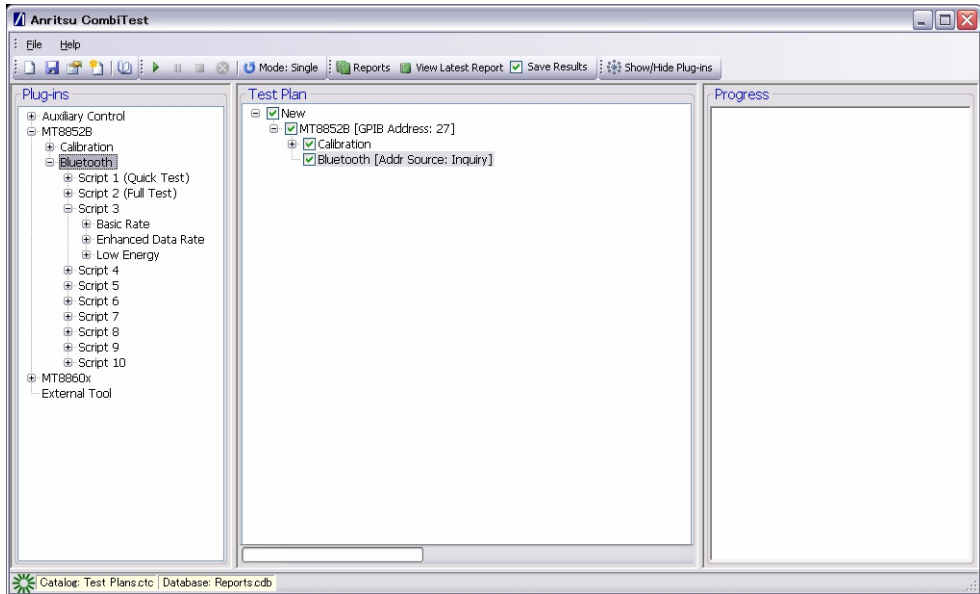 Anritsu CombiTest
File Help
Mode: Single Reports View Latest Report Save Results Show/Hide Plug-ins
Plug-ins
Auxiliary Control
MT8852B
Calibration
Bluetooth
Script 1 (Quick Test)
Script 2 (Full Test)
Script 3
Basic Rate
Enhanced Data Rate
Low Energy
Script 4
Script 5
Script 6
Script 7
Script 8
Script 9
Script 10
MT8860x
External Tool
Test Plan
New
MT8852B [GPIB Address: 27]
Calibration
Bluetooth [Addr Source: Inquiry]
Progress
Catalog: Test Plans.ctc Database: Reports.cdb